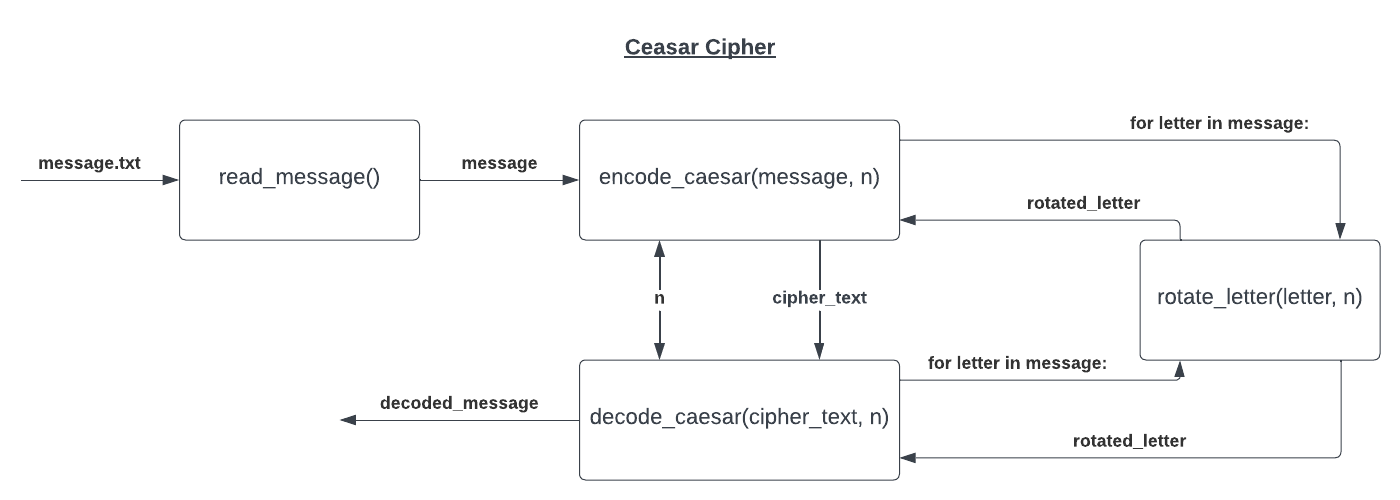 Ceasar Cipher
for letter in message:
message.txt
read_message()
message
encode_caesar(message, n)
rotated_letter
n
cipher_text
rotate_letter(letter, n)
for letter in message:
decoded_message
decode_caesar(cipher_text, n)
rotated_letter